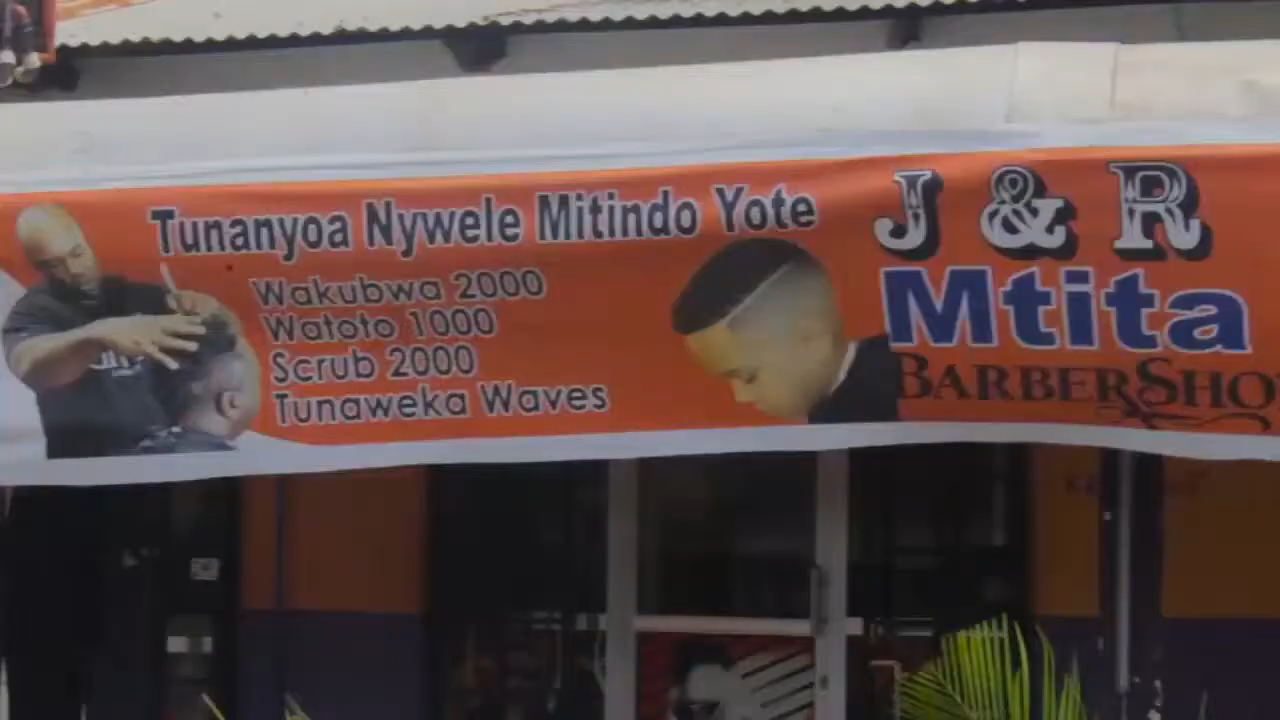 Tunanyoa Nywele Mitindo Yote
Wakubwa 2000
Watoto 1000
Scrub 2000
Tunaweka Waves
J & R
Mtita
BARBERSHO